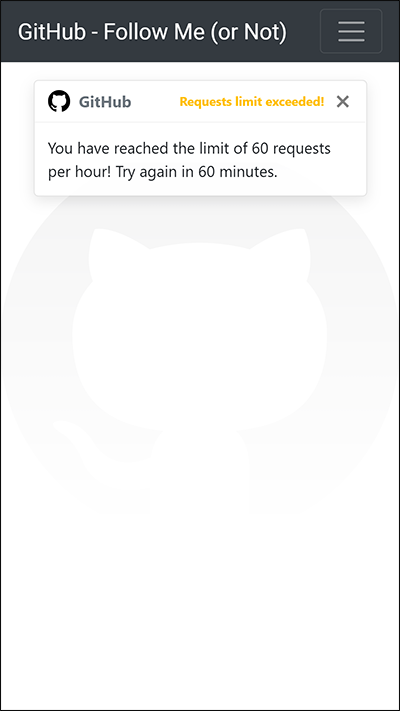 GitHub - Follow Me (or Not)
GitHub Requests limit exceeded!
You have reached the limit of 60 requests
per hour! Try again in 60 minutes.